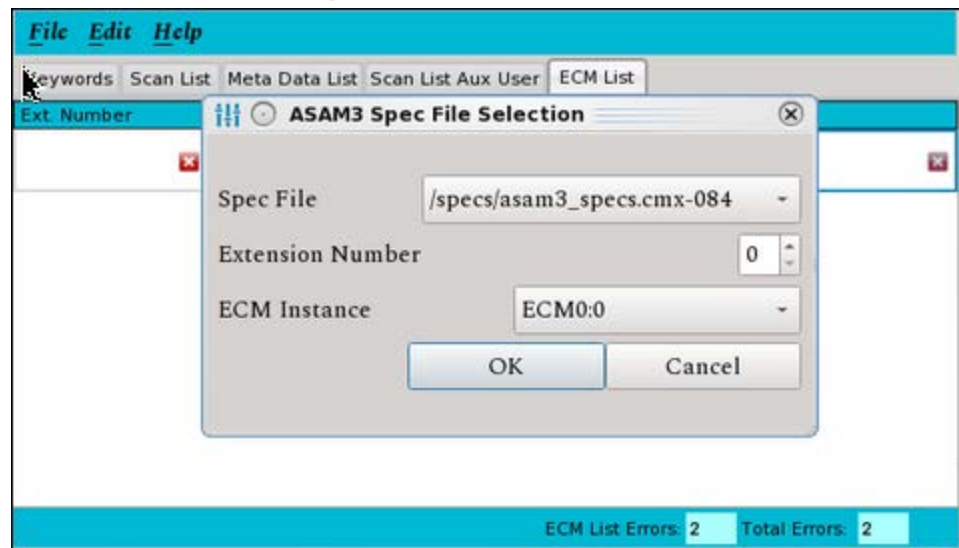 File Edit Help
Keywords Scan List Meta Data List Scan List Aux User ECM List
Ext. Number
ASAM3 Spec File Selection
Spec File /specs/asam3_specs.cmx-084
Extension Number 0
ECM Instance ECM0:0
OK Cancel
ECM List Errors: 2 Total Errors: 2